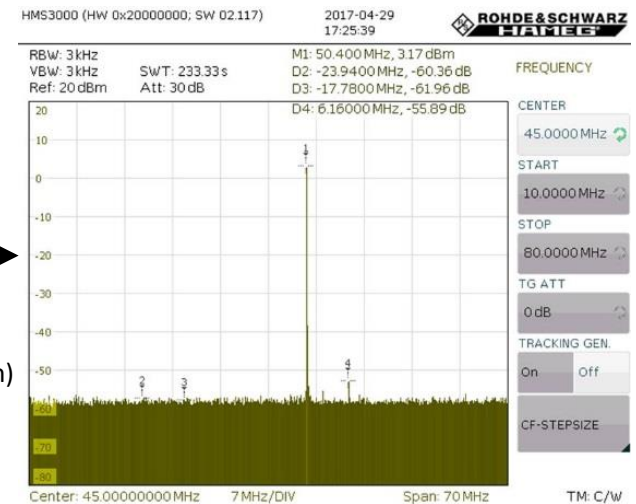 HMS3000 (HW 0x20000000; SW 02.117)
2017-04-29
17:25:39
ROHDE&SCHWARZ
HAMEG®
RBW: 3kHz
VBW: 3kHz SWT: 233.33 s
Ref: 20 dBm Att: 30 dB
M1: 50.400 MHz, 3.17 dBm
D2: -23.9400 MHz, -60.36 dB
D3: -17.7800 MHz, -61.96 dB
D4: 6.16000 MHz, -55.89 dB
20
10
0
-10
-20
-30
-40
-50
-60
-70
-80
1
2
3
4
n)
FREQUENCY
CENTER
45.0000 MHz
START
10.0000 MHz
STOP
80.0000 MHz
TG ATT
0 dB
TRACKING GEN.
On Off
CF-STEPSIZE
Center: 45.00000000 MHz 7 MHz/DIV Span: 70 MHz TM: C/W